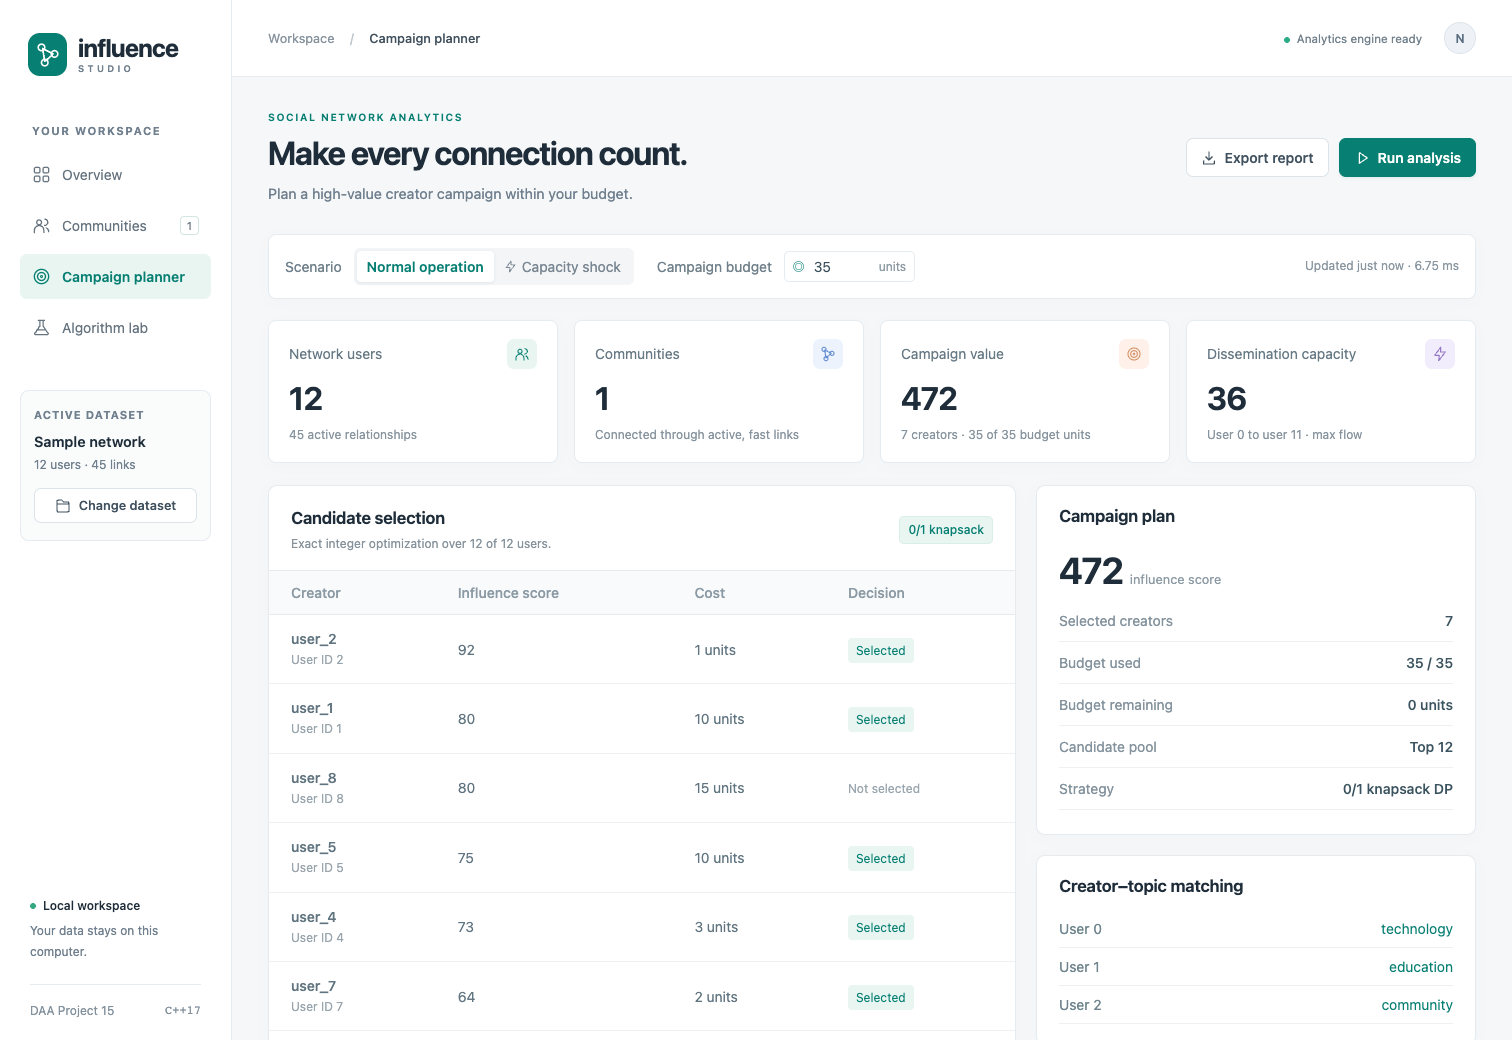 influence
STUDIO
YOUR WORKSPACE
Overview
Communities 1
Campaign planner
Algorithm lab
ACTIVE DATASET
Sample network
12 users · 45 links
Change dataset
Local workspace
Your data stays on this
computer.
DAA Project 15 C++17
Workspace / Campaign planner
Analytics engine ready N
SOCIAL NETWORK ANALYTICS
Make every connection count.
Plan a high-value creator campaign within your budget.
Export report Run analysis
Scenario Normal operation Capacity shock Campaign budget 35 units Updated just now · 6.75 ms
Network users
12
45 active relationships
Communities
1
Connected through active, fast links
Campaign value
472
7 creators · 35 of 35 budget units
Dissemination capacity
36
User 0 to user 11 · max flow
Candidate selection
Exact integer optimization over 12 of 12 users.
0/1 knapsack
Creator Influence score Cost Decision
user_2
User ID 2
92 1 units Selected
user_1
User ID 1
80 10 units Selected
user_8
User ID 8
80 15 units Not selected
user_5
User ID 5
75 10 units Selected
user_4
User ID 4
73 3 units Selected
user_7
User ID 7
64 2 units Selected
Campaign plan
472 influence score
Selected creators 7
Budget used 35 / 35
Budget remaining 0 units
Candidate pool Top 12
Strategy 0/1 knapsack DP
Creator–topic matching
User 0 technology
User 1 education
User 2 community